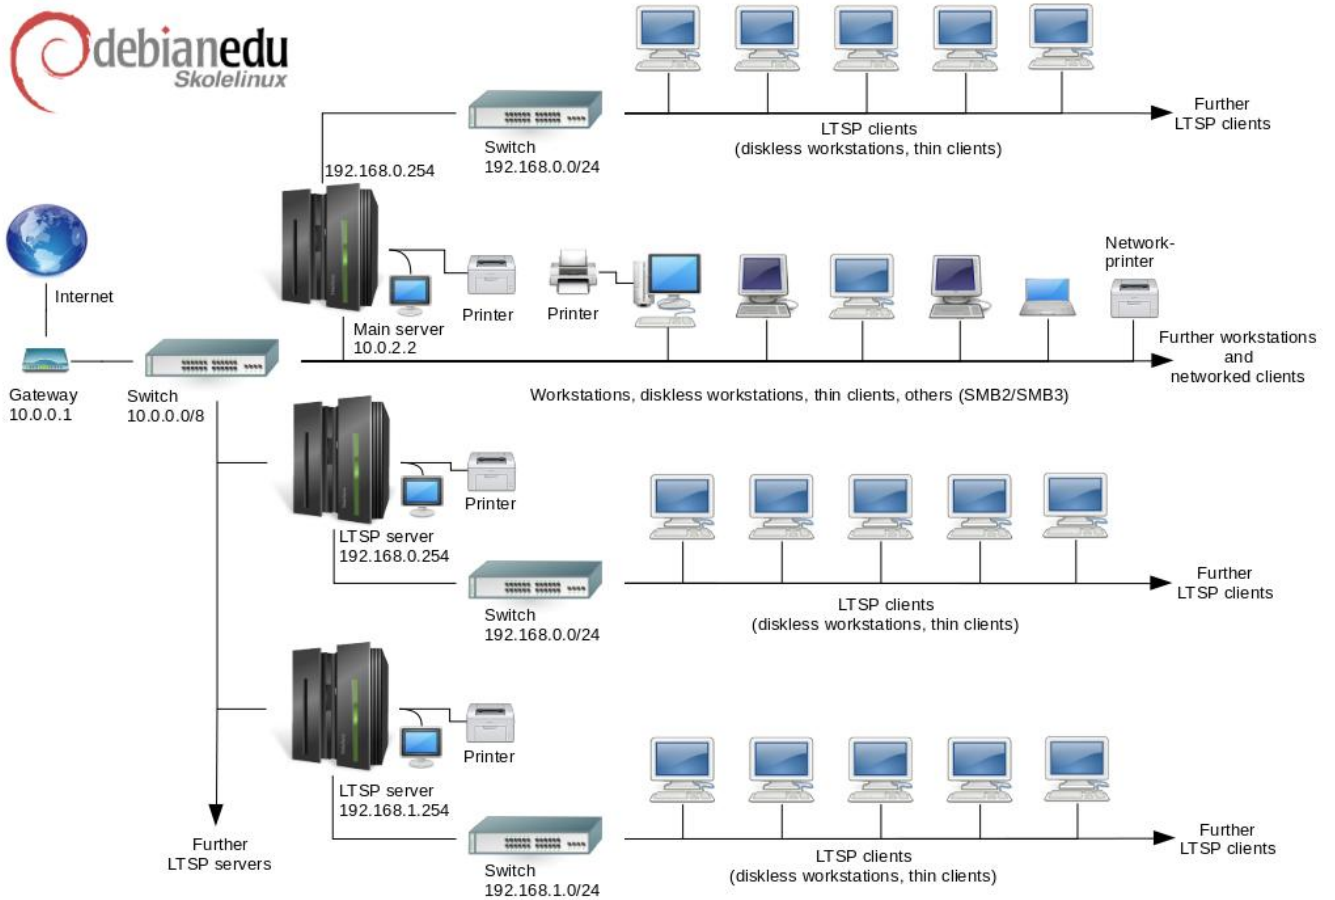 debianedu
Skolelinux
Further
LTSP clients
LTSP clients
(diskless workstations, thin clients)
Switch
192.168.0.0/24
192.168.0.254
Network-
printer
Internet
Printer
Printer
Main server
10.0.2.2
Further workstations
and
networked clients
Gateway
10.0.0.1
Switch
10.0.0.0/8
Workstations, diskless workstations, thin clients, others (SMB2/SMB3)
Printer
LTSP server
192.168.0.254
Further
LTSP clients
Switch
192.168.0.0/24
LTSP clients
(diskless workstations, thin clients)
Printer
LTSP server
192.168.1.254
Further
LTSP servers
Further
LTSP clients
Switch
192.168.1.0/24
LTSP clients
(diskless workstations, thin clients)